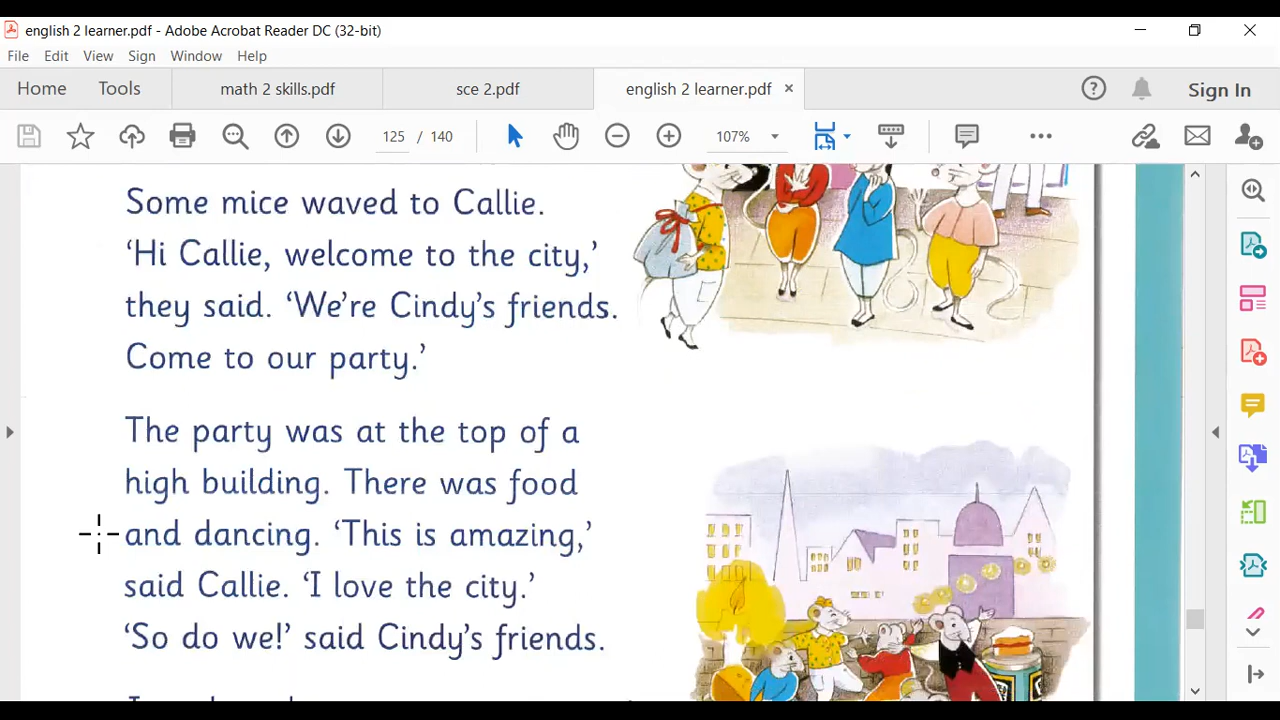 english 2 learner.pdf - Adobe Acrobat Reader DC (32-bit)
File Edit View Sign Window Help
Home Tools math 2 skills.pdf sce 2.pdf english 2 learner.pdf × ? Sign In
125 / 140 107%
Some mice waved to Callie.
‘Hi Callie, welcome to the city,’
they said. ‘We’re Cindy’s friends.
Come to our party.’
The party was at the top of a
high building. There was food
and dancing. ‘This is amazing,’
said Callie. ‘I love the city.’
‘So do we!’ said Cindy’s friends.